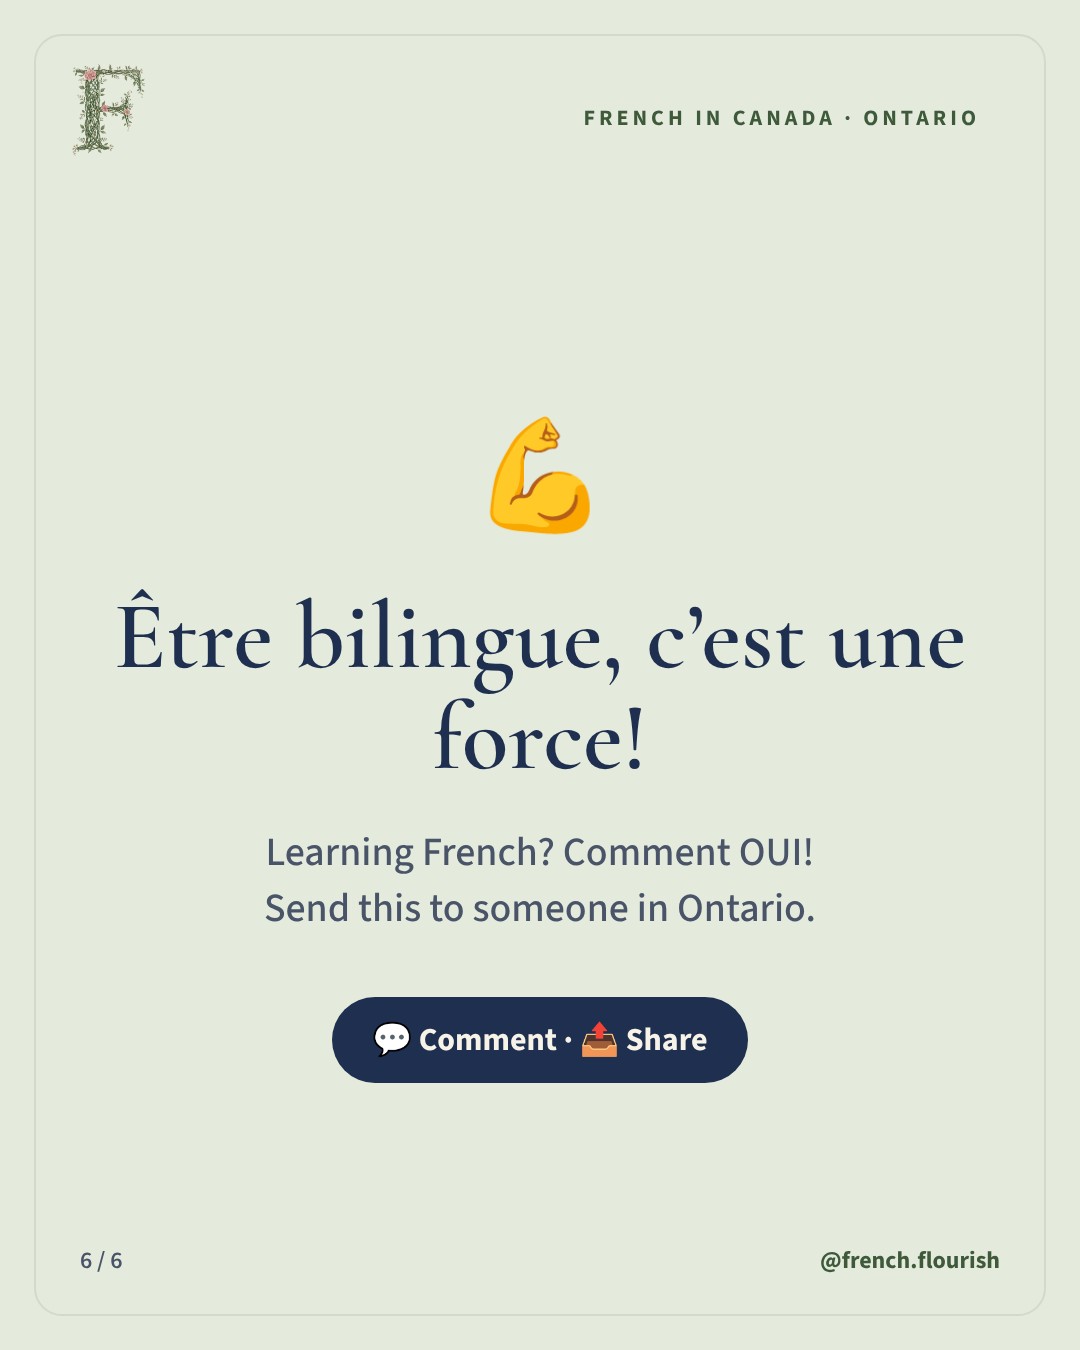 F
FRENCH IN CANADA · ONTARIO
💪
Être bilingue, c’est une
force!
Learning French? Comment OUI!
Send this to someone in Ontario.
💬 Comment · 📤 Share
6 / 6
@french.flourish